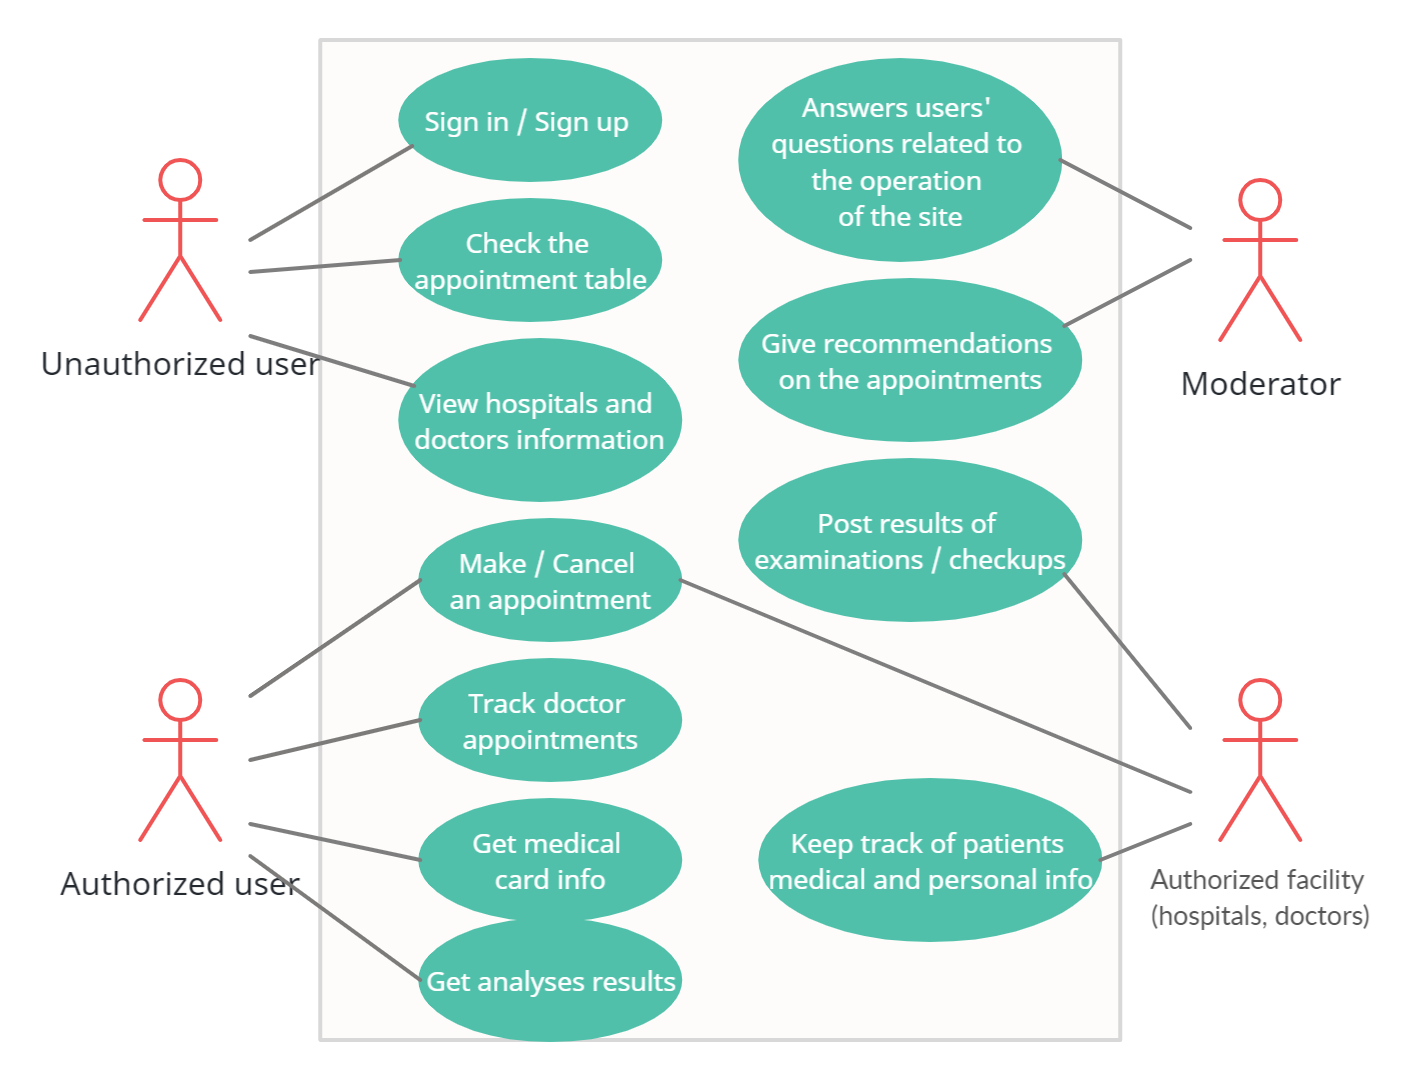 Sign in / Sign up
Check the
appointment table
View hospitals and
doctors information
Unauthorized user
Answers users'
questions related to
the operation
of the site
Give recommendations
on the appointments
Moderator
Post results of
examinations / checkups
Make / Cancel
an appointment
Track doctor
appointments
Get medical
card info
Get analyses results
Authorized user
Keep track of patients
medical and personal info
Authorized facility
(hospitals, doctors)